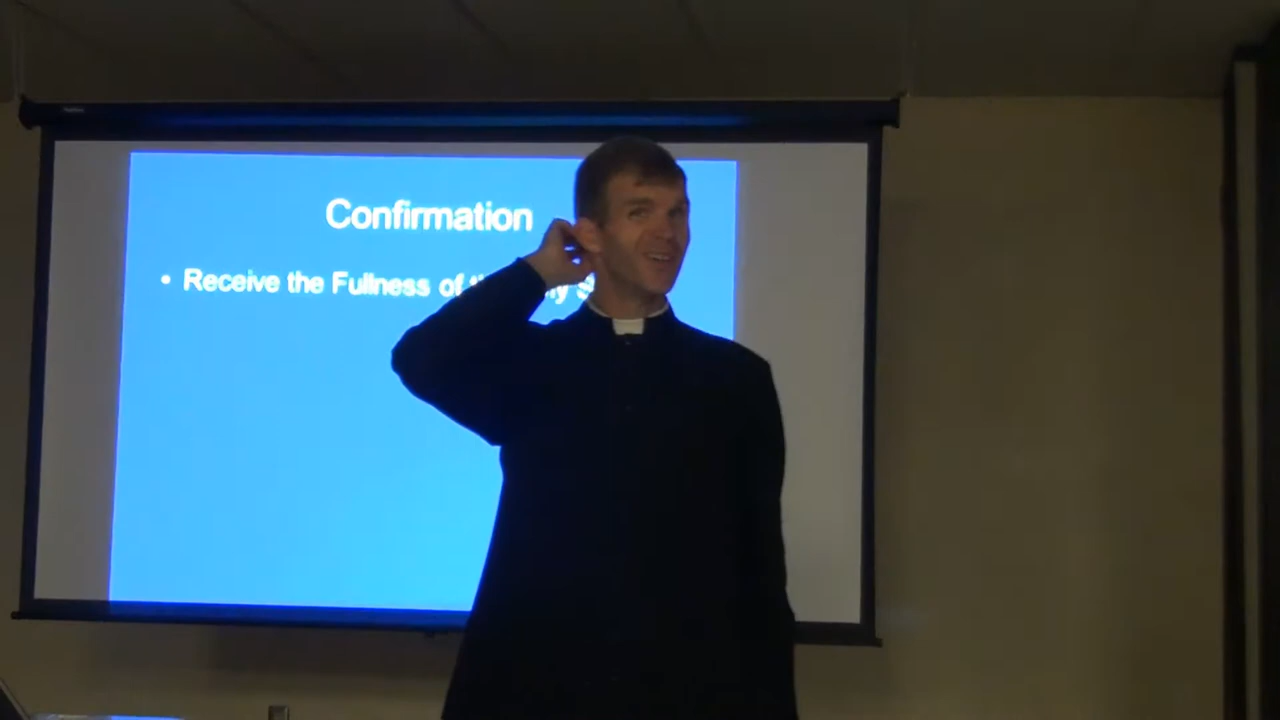 Confirmation
• Receive the Fullness of